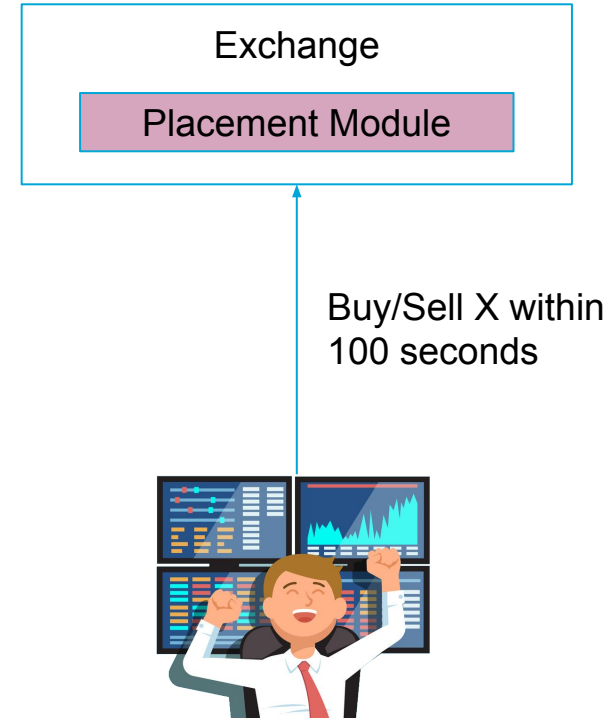 Exchange
Placement Module
Buy/Sell X within
100 seconds